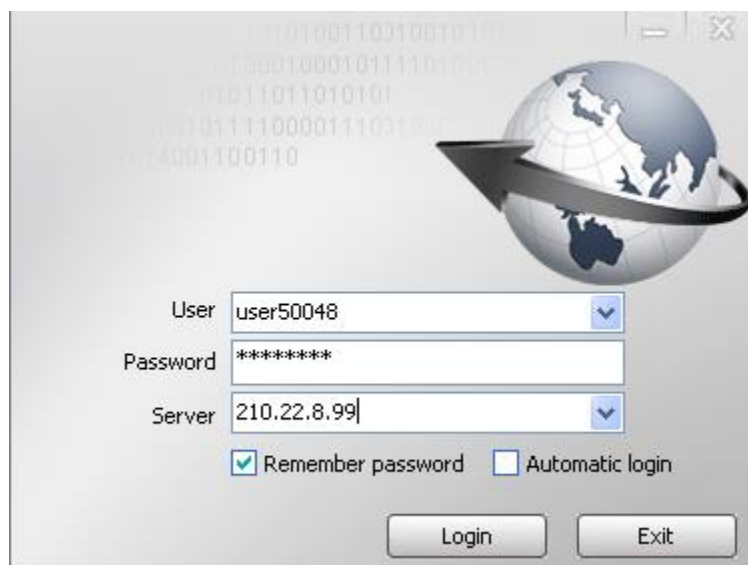 User user50048
Password ********
Server 210.22.8.99
Remember password Automatic login
Login Exit